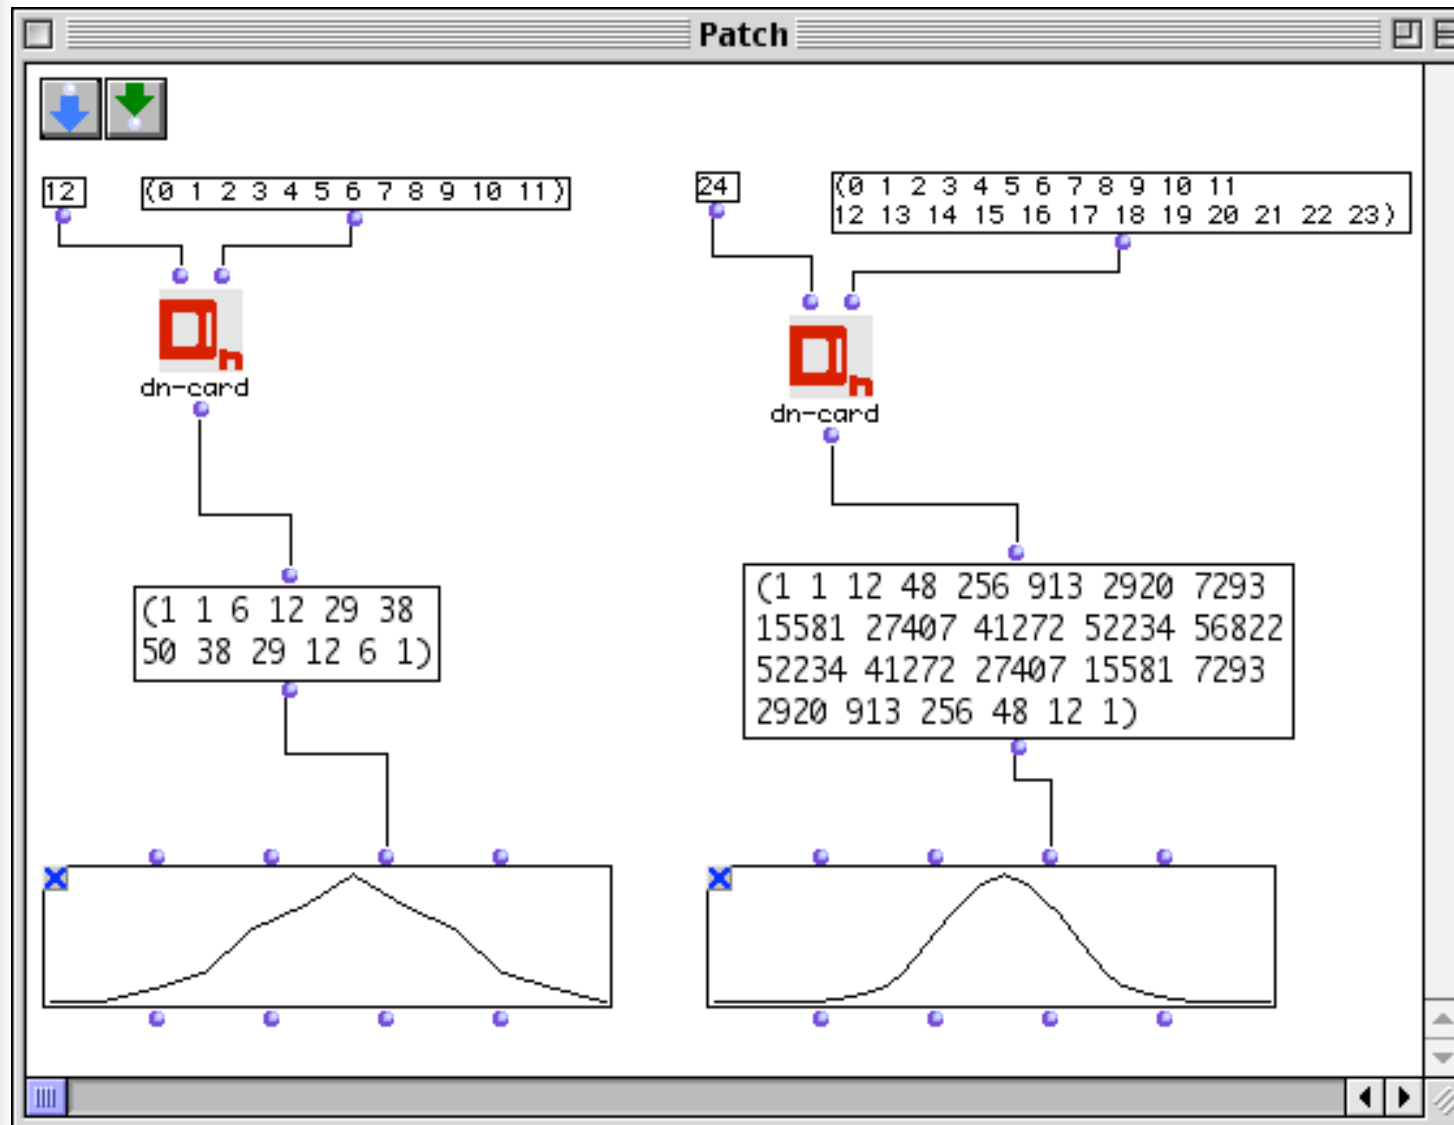 Patch
12
(0 1 2 3 4 5 6 7 8 9 10 11)
24
(0 1 2 3 4 5 6 7 8 9 10 11
12 13 14 15 16 17 18 19 20 21 22 23)
Dn
dn-card
Dn
dn-card
(1 1 6 12 29 38
50 38 29 12 6 1)
(1 1 12 48 256 913 2920 7293
15581 27407 41272 52234 56822
52234 41272 27407 15581 7293
2920 913 256 48 12 1)